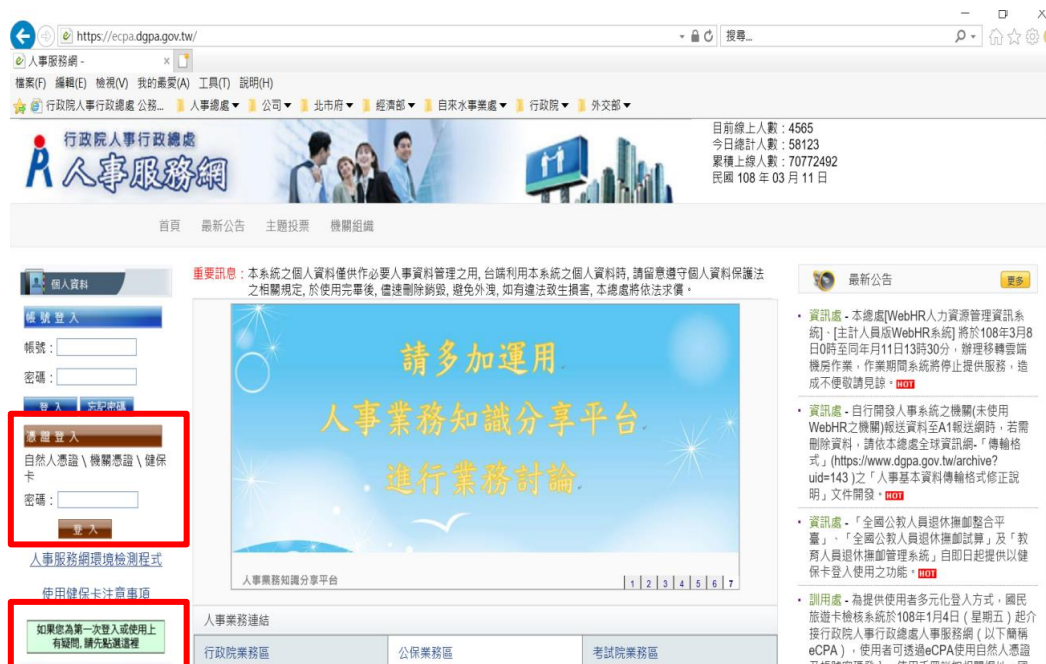 https://ecpa.dgpa.gov.tw/
搜尋...
人事服務網 -
檔案(F) 編輯(E) 檢視(V) 我的最愛(A) 工具(T) 說明(H)
行政院人事行政總處 公務... 人事總處▼ 公司▼ 北市府▼ 經濟部▼ 自來水事業處▼ 行政院▼ 外交部▼
行政院人事行政總處
人事服務網
目前線上人數：4565
今日總計人數：58123
累積上線人數：70772492
民國 108 年 03 月 11 日
首頁 最新公告 主題投票 機關組織
個人資料
帳號登入
帳號：
密碼：
登入 忘記密碼
憑證登入
自然人憑證 \ 機關憑證 \ 健保
卡
密碼：
登入
人事服務網環境檢測程式
使用健保卡注意事項
如果您為第一次登入或使用上
有疑問, 請先點選這裡
重要訊息：本系統之個人資料僅供作必要人事資料管理之用, 台端利用本系統之個人資料時, 請留意遵守個人資料保護法
之相關規定, 於使用完畢後, 儘速刪除銷毀, 避免外洩, 如有違法致生損害, 本總處將依法求償。
請多加運用
人事業務知識分享平台
進行業務討論
人事業務知識分享平台
1 2 3 4 5 6 7
人事業務連結
行政院業務區 公保業務區 考試院業務區
最新公告 更多
資訊處 - 本總處[WebHR人力資源管理資訊系
統]、[主計人員版WebHR系統] 將於108年3月8
日0時至同年月11日13時30分，辦理移轉雲端
機房作業，作業期間系統將停止提供服務，造
成不便敬請見諒。HOT
資訊處 - 自行開發人事系統之機關(未使用
WebHR之機關)報送資料至A1報送網時，若需
刪除資料，請依本總處全球資訊網-「傳輸格
式」(https://www.dgpa.gov.tw/archive?
uid=143 )之「人事基本資料傳輸格式修正說
明」文件開發。HOT
資訊處 - 「全國公教人員退休撫卹整合平
臺」、「全國公教人員退休撫卹試算」及「教
育人員退休撫卹管理系統」自即日起提供以健
保卡登入使用之功能。HOT
訓用處 - 為提供使用者多元化登入方式，國民
旅遊卡檢核系統於108年1月4日（星期五）起介
接行政院人事行政總處人事服務網（以下簡稱
eCPA），使用者可透過eCPA使用自然人憑證